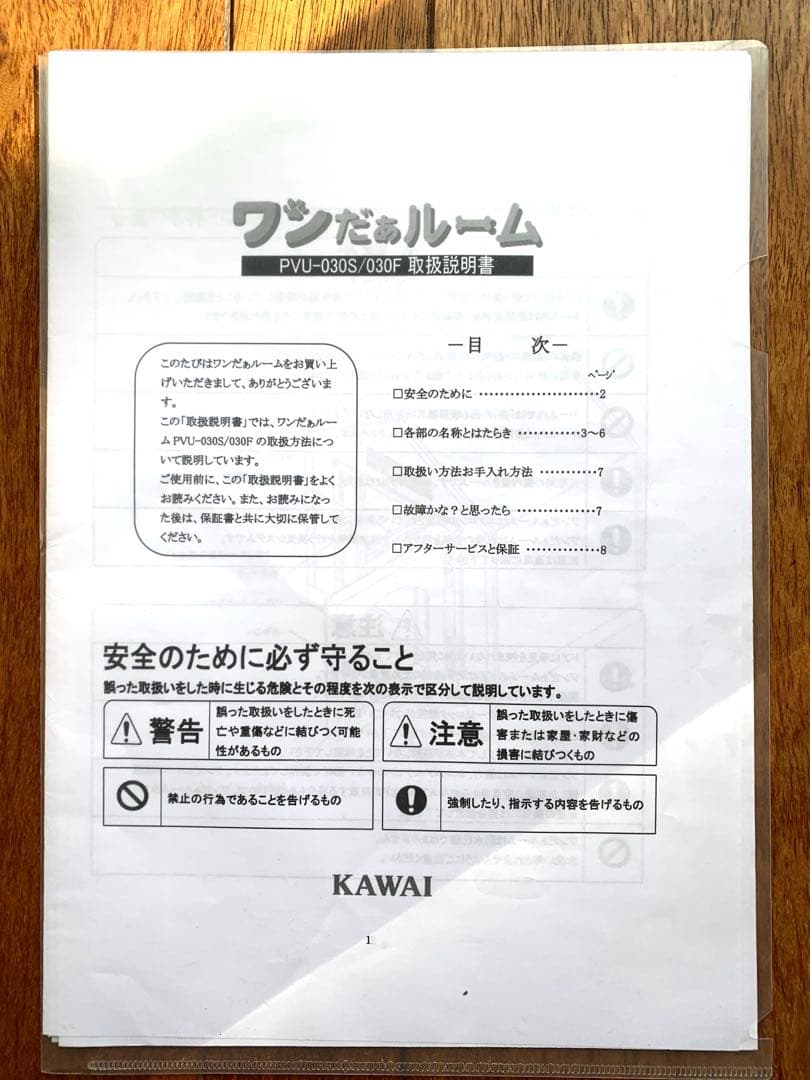 ワンだぁルーム
PVU-030S/030F 取扱説明書
このたびはワンだぁルームをお買い上
げいただきまして、ありがとうございま
す。
この「取扱説明書」では、ワンだぁルー
ム PVU-030S/030F の取扱方法につ
いて説明しています。
ご使用前に、この「取扱説明書」をよく
お読みください。また、お読みになっ
た後は、保証書と共に大切に保管して
ください。
－目 次－
ページ
□安全のために ･･････････････････････2
□各部の名称とはたらき ････････････3～6
□取扱い方法お手入れ方法 ･･･････････7
□故障かな？と思ったら ･･･････････････7
□アフターサービスと保証 ･･････････････8
安全のために必ず守ること
誤った取扱いをした時に生じる危険とその程度を次の表示で区分して説明しています。
警告
誤った取扱いをしたときに死
亡や重傷などに結びつく可能
性があるもの
注意
誤った取扱いをしたときに傷
害または家屋・家財などの
損害に結びつくもの
禁止の行為であることを告げるもの
強制したり、指示する内容を告げるもの
KAWAI
1